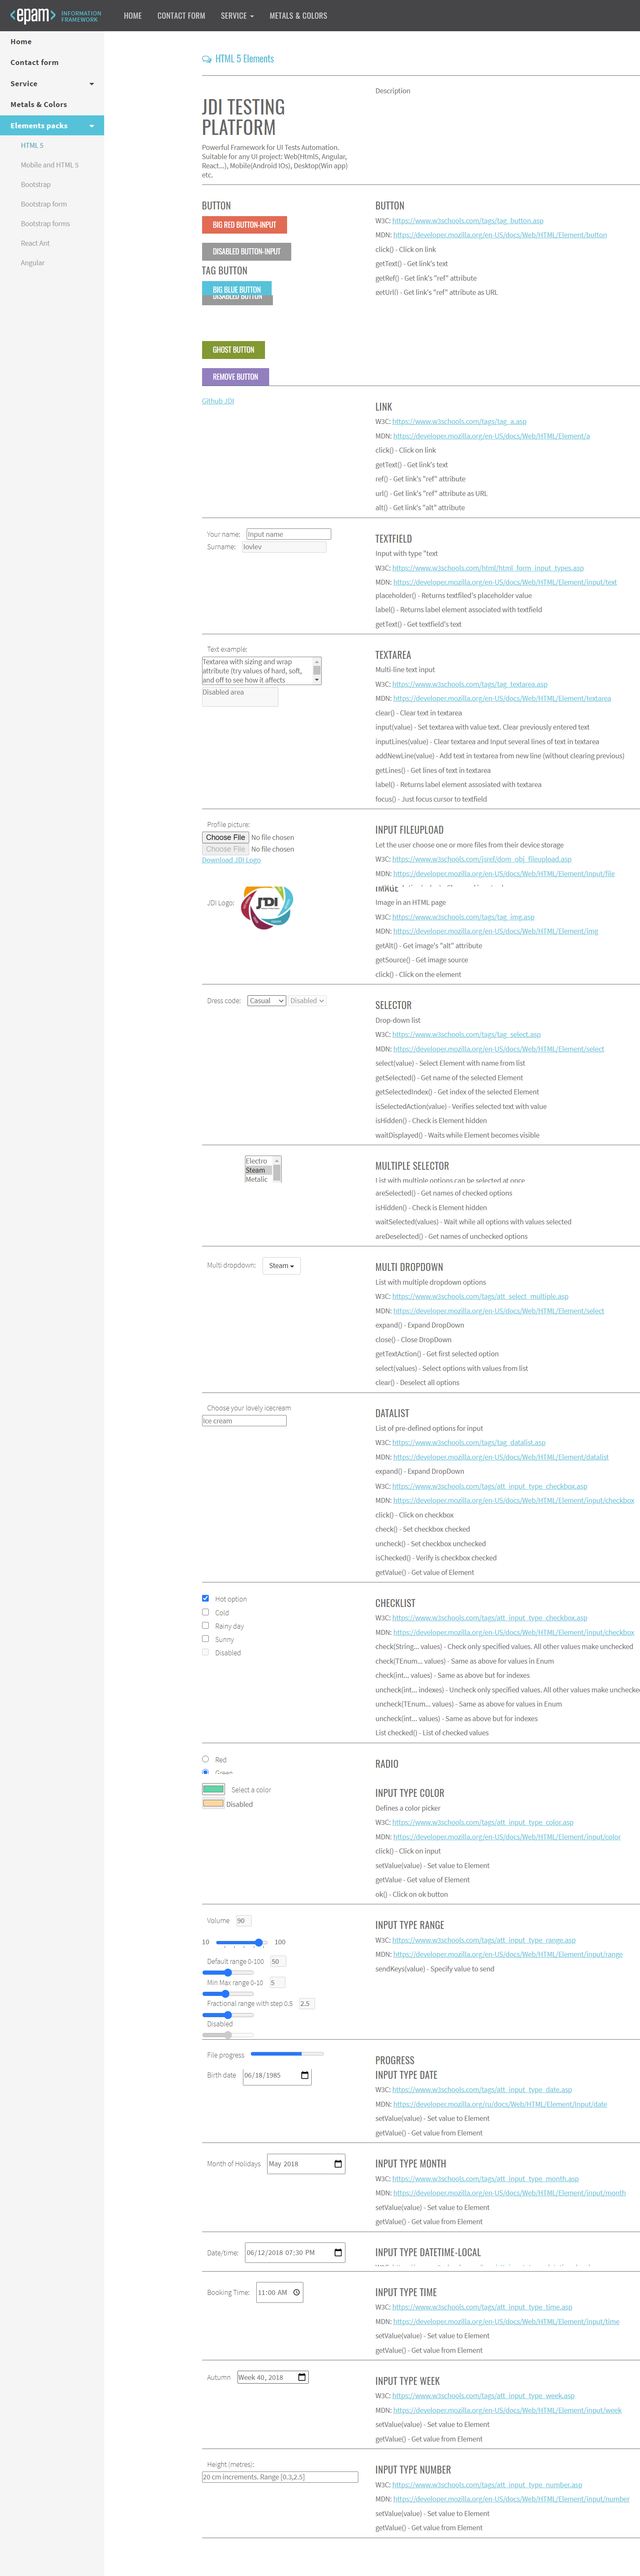 epam
INFORMATION
FRAMEWORK
HOME
CONTACT FORM
SERVICE
METALS & COLORS
Home
Contact form
Service
Metals & Colors
Elements packs
HTML 5
Mobile and HTML 5
Bootstrap
Bootstrap form
Bootstrap forms
React Ant
Angular
HTML 5 Elements
JDI TESTING
PLATFORM
Powerful Framework for UI Tests Automation.
Suitable for any UI project: Web(Html5, Angular,
React...), Mobile(Android IOs), Desktop(Win app)
etc.
Description
BUTTON
BIG RED BUTTON-INPUT
DISABLED BUTTON-INPUT
TAG BUTTON
BIG BLUE BUTTON
DISABLED BUTTON
GHOST BUTTON
REMOVE BUTTON
BUTTON
W3C: https://www.w3schools.com/tags/tag_button.asp
MDN: https://developer.mozilla.org/en-US/docs/Web/HTML/Element/button
click() - Click on link
getText() - Get link's text
getRef() - Get link's "ref" attribute
getUrl() - Get link's "ref" attribute as URL
Github JDI
LINK
W3C: https://www.w3schools.com/tags/tag_a.asp
MDN: https://developer.mozilla.org/en-US/docs/Web/HTML/Element/a
click() - Click on link
getText() - Get link's text
ref() - Get link's "ref" attribute
url() - Get link's "ref" attribute as URL
alt() - Get link's "alt" attribute
Your name: Input name
Surname: Iovlev
TEXTFIELD
Input with type "text
W3C: https://www.w3schools.com/html/html_form_input_types.asp
MDN: https://developer.mozilla.org/en-US/docs/Web/HTML/Element/input/text
placeholder() - Returns textfiled's placeholder value
label() - Returns label element associated with textfield
getText() - Get textfield's text
Text example:
Textarea with sizing and wrap
attribute (try values of hard, soft,
and off to see how it affects
Disabled area
TEXTAREA
Multi-line text input
W3C: https://www.w3schools.com/tags/tag_textarea.asp
MDN: https://developer.mozilla.org/en-US/docs/Web/HTML/Element/textarea
clear() - Clear text in textarea
input(value) - Set textarea with value text. Clear previously entered text
inputLines(value) - Clear textarea and Input several lines of text in textarea
addNewLine(value) - Add text in textarea from new line (without clearing previous)
getLines() - Get lines of text in textarea
label() - Returns label element assosiated with textarea
focus() - Just focus cursor to textfield
Profile picture:
Choose File No file chosen
Choose File No file chosen
Download JDI Logo
INPUT FILEUPLOAD
Let the user choose one or more files from their device storage
W3C: https://www.w3schools.com/jsref/dom_obj_fileupload.asp
MDN: https://developer.mozilla.org/en-US/docs/Web/HTML/Element/Input/file
JDI Logo:
JDI
IMAGE
Image in an HTML page
W3C: https://www.w3schools.com/tags/tag_img.asp
MDN: https://developer.mozilla.org/en-US/docs/Web/HTML/Element/img
getAlt() - Get image's "alt" attribute
getSource() - Get image source
click() - Click on the element
Dress code: Casual Disabled
SELECTOR
Drop-down list
W3C: https://www.w3schools.com/tags/tag_select.asp
MDN: https://developer.mozilla.org/en-US/docs/Web/HTML/Element/select
select(value) - Select Element with name from list
getSelected() - Get name of the selected Element
getSelectedIndex() - Get index of the selected Element
isSelectedAction(value) - Verifies selected text with value
isHidden() - Check is Element hidden
waitDisplayed() - Waits while Element becomes visible
Electro
Steam
Metalic
MULTIPLE SELECTOR
List with multiple options can be selected at once
areSelected() - Get names of checked options
isHidden() - Check is Element hidden
waitSelected(values) - Wait while all options with values selected
areDeselected() - Get names of unchecked options
Multi dropdown: Steam
MULTI DROPDOWN
List with multiple dropdown options
W3C: https://www.w3schools.com/tags/att_select_multiple.asp
MDN: https://developer.mozilla.org/en-US/docs/Web/HTML/Element/select
expand() - Expand DropDown
close() - Close DropDown
getTextAction() - Get first selected option
select(values) - Select options with values from list
clear() - Deselect all options
Choose your lovely icecream
Ice cream
DATALIST
List of pre-defined options for input
W3C: https://www.w3schools.com/tags/tag_datalist.asp
MDN: https://developer.mozilla.org/en-US/docs/Web/HTML/Element/datalist
expand() - Expand DropDown
W3C: https://www.w3schools.com/tags/att_input_type_checkbox.asp
MDN: https://developer.mozilla.org/en-US/docs/Web/HTML/Element/input/checkbox
click() - Click on checkbox
check() - Set checkbox checked
uncheck() - Set checkbox unchecked
isChecked() - Verify is checkbox checked
getValue() - Get value of Element
Hot option
Cold
Rainy day
Sunny
Disabled
CHECKLIST
W3C: https://www.w3schools.com/tags/att_input_type_checkbox.asp
MDN: https://developer.mozilla.org/en-US/docs/Web/HTML/Element/input/checkbox
check(String... values) - Check only specified values. All other values make unchecked
check(TEnum... values) - Same as above for values in Enum
check(int... values) - Same as above but for indexes
uncheck(int... indexes) - Uncheck only specified values. All other values make unchecked
uncheck(TEnum... values) - Same as above for values in Enum
uncheck(int... values) - Same as above but for indexes
List checked() - List of checked values
Red
Green
RADIO
Select a color
Disabled
INPUT TYPE COLOR
Defines a color picker
W3C: https://www.w3schools.com/tags/att_input_type_color.asp
MDN: https://developer.mozilla.org/en-US/docs/Web/HTML/Element/input/color
click() - Click on input
setValue(value) - Set value to Element
getValue - Get value of Element
ok() - Click on ok button
Volume 90
10 100
Default range 0-100 50
Min Max range 0-10 5
Fractional range with step 0.5 2.5
Disabled
INPUT TYPE RANGE
W3C: https://www.w3schools.com/tags/att_input_type_range.asp
MDN: https://developer.mozilla.org/en-US/docs/Web/HTML/Element/input/range
sendKeys(value) - Specify value to send
File progress
PROGRESS
Birth date 06/18/1985
INPUT TYPE DATE
W3C: https://www.w3schools.com/tags/att_input_type_date.asp
MDN: https://developer.mozilla.org/ru/docs/Web/HTML/Element/Input/date
setValue(value) - Set value to Element
getValue() - Get value from Element
Month of Holidays May 2018
INPUT TYPE MONTH
W3C: https://www.w3schools.com/tags/att_input_type_month.asp
MDN: https://developer.mozilla.org/en-US/docs/Web/HTML/Element/input/month
setValue(value) - Set value to Element
getValue() - Get value from Element
Date/time: 06/12/2018 07:30 PM
INPUT TYPE DATETIME-LOCAL
Booking Time: 11:00 AM
INPUT TYPE TIME
W3C: https://www.w3schools.com/tags/att_input_type_time.asp
MDN: https://developer.mozilla.org/en-US/docs/Web/HTML/Element/input/time
setValue(value) - Set value to Element
getValue() - Get value from Element
Autumn Week 40, 2018
INPUT TYPE WEEK
W3C: https://www.w3schools.com/tags/att_input_type_week.asp
MDN: https://developer.mozilla.org/en-US/docs/Web/HTML/Element/input/week
setValue(value) - Set value to Element
getValue() - Get value from Element
Height (metres):
20 cm increments. Range [0.3,2.5]
INPUT TYPE NUMBER
W3C: https://www.w3schools.com/tags/att_input_type_number.asp
MDN: https://developer.mozilla.org/en-US/docs/Web/HTML/Element/input/number
setValue(value) - Set value to Element
getValue() - Get value from Element